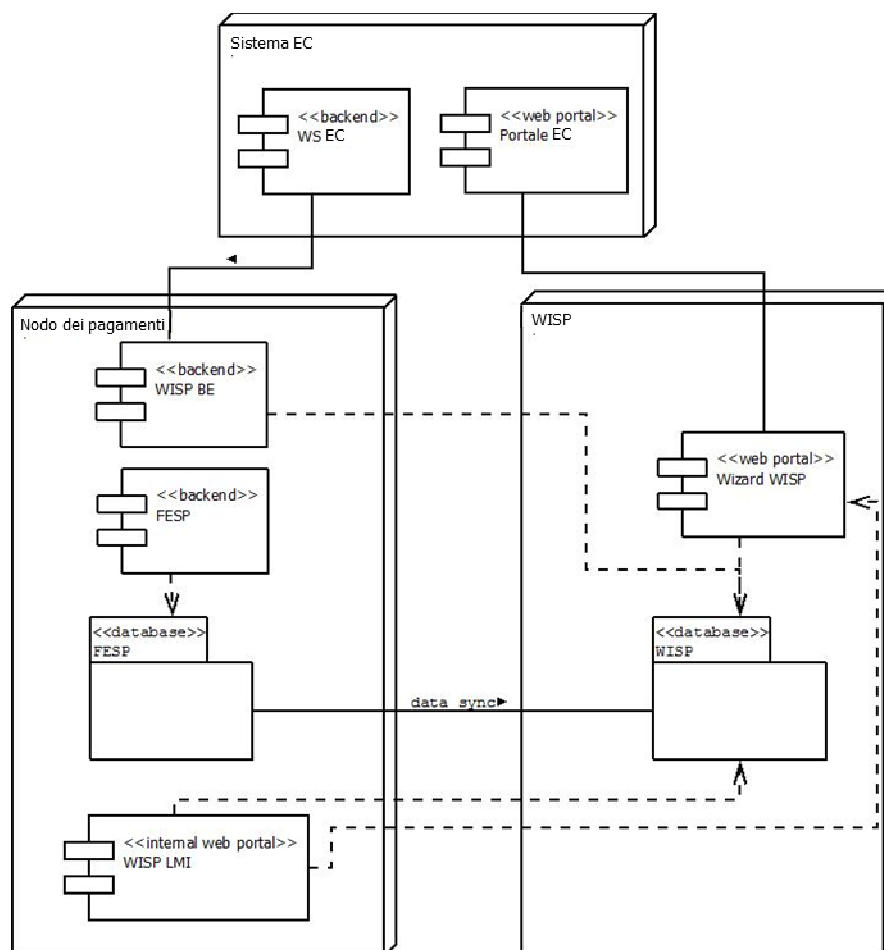 Sistema EC
<<backend>>
WS EC
<<web portal>>
Portale EC
Nodo dei pagamenti
WISP
<<backend>>
WISP BE
<<web portal>>
Wizard WISP
<<backend>>
FESP
<<database>>
FESP
<<database>>
WISP
data sync
<<internal web portal>>
WISP LMI